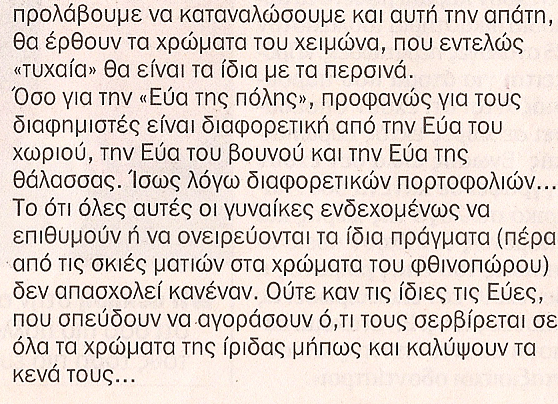 προλάβουμε να καταναλώσουμε και αυτή την απάτη,
θα έρθουν τα χρώματα του χειμώνα, που εντελώς
«τυχαία» θα είναι τα ίδια με τα περσινά.
Όσο για την «Εύα της πόλης», προφανώς για τους
διαφημιστές είναι διαφορετική από την Εύα του
χωριού, την Εύα του βουνού και την Εύα της
θάλασσας. Ίσως λόγω διαφορετικών πορτοφολιών...
Το ότι όλες αυτές οι γυναίκες ενδεχομένως να
επιθυμούν ή να ονειρεύονται τα ίδια πράγματα (πέρα
από τις σκιές ματιών στα χρώματα του φθινοπώρου)
δεν απασχολεί κανέναν. Ούτε καν τις ίδιες τις Εύες,
που σπεύδουν να αγοράσουν ό,τι τους σερβίρεται σε
όλα τα χρώματα της ίριδας μήπως και καλύψουν τα
κενά τους...